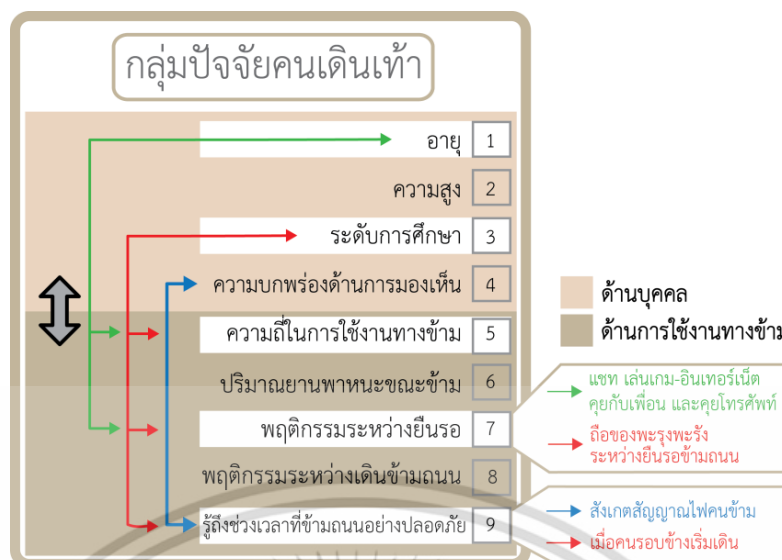 กลุ่มปัจจัยคนเดินเท้า
อายุ 1
ความสูง 2
ระดับการศึกษา 3
ความบกพร่องด้านการมองเห็น 4
ความถี่ในการใช้งานทางข้าม 5
ปริมาณยานพาหนะขณะข้าม 6
พฤติกรรมระหว่างยืนรอ 7
พฤติกรรมระหว่างเดินข้ามถนน 8
รู้ถึงช่วงเวลาที่ข้ามถนนอย่างปลอดภัย 9
ด้านบุคคล
ด้านการใช้งานทางข้าม
แชท เล่นเกม-อินเทอร์เน็ต
คุยกับเพื่อน และคุยโทรศัพท์
ถือของพะรุงพะรัง
ระหว่างยืนรอข้ามถนน
สังเกตสัญญาณไฟคนข้าม
เมื่อคนรอบข้างเริ่มเดิน